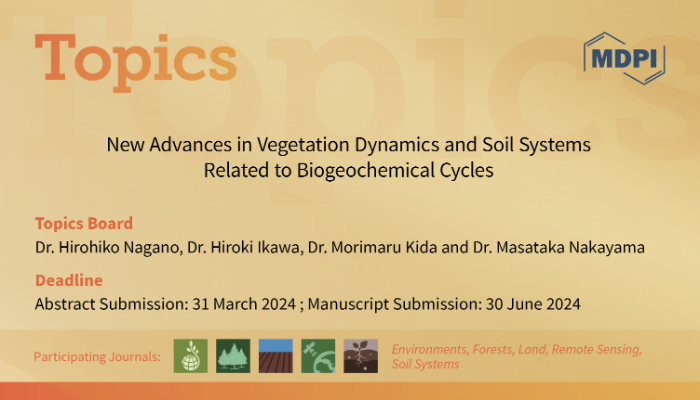 Topics
MDPI
New Advances in Vegetation Dynamics and Soil Systems
Related to Biogeochemical Cycles
Topics Board
Dr. Hirohiko Nagano, Dr. Hiroki Ikawa, Dr. Morimaru Kida and Dr. Masataka Nakayama
Deadline
Abstract Submission: 31 March 2024 ; Manuscript Submission: 30 June 2024
Participating Journals:
Environments, Forests, Land, Remote Sensing,
Soil Systems